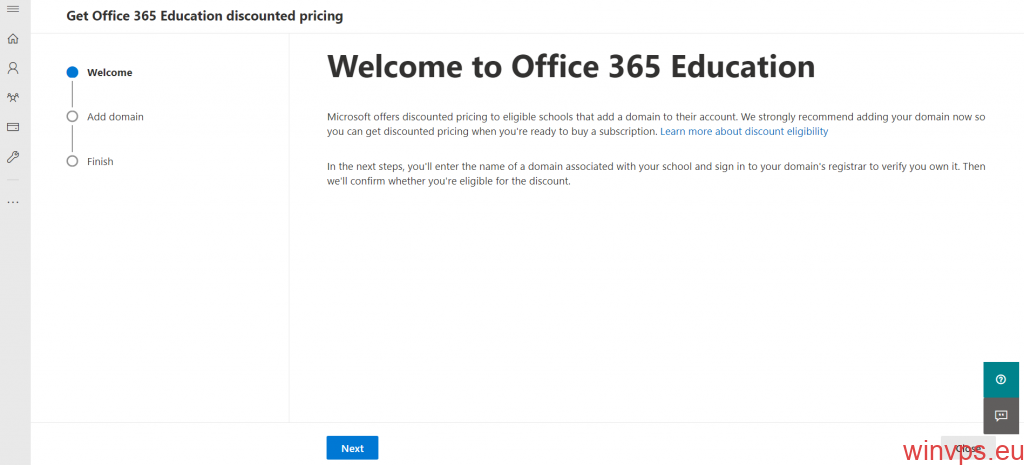 Get Office 365 Education discounted pricing
Welcome
Add domain
Finish
Welcome to Office 365 Education
Microsoft offers discounted pricing to eligible schools that add a domain to their account. We strongly recommend adding your domain now so
you can get discounted pricing when you're ready to buy a subscription. Learn more about discount eligibility
In the next steps, you'll enter the name of a domain associated with your school and sign in to your domain's registrar to verify you own it. Then
we'll confirm whether you're eligible for the discount.
Next
Close
winvps.eu